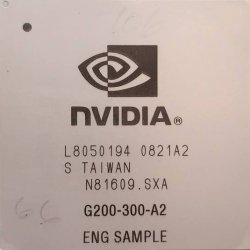 NVIDIA®
L8050194 0821A2
S TAIWAN
N81609.SXA
G200-300-A2
ENG SAMPLE